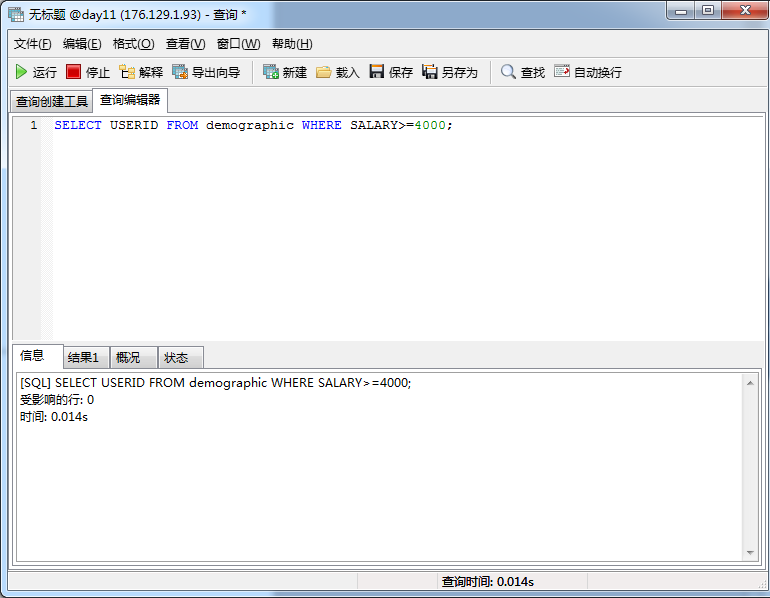 无标题 @day11 (176.129.1.93) - 查询 *
文件(F) 编辑(E) 格式(O) 查看(V) 窗口(W) 帮助(H)
运行 停止 解释 导出向导 新建 载入 保存 另存为 查找 自动换行
查询创建工具 查询编辑器
1 SELECT USERID FROM demographic WHERE SALARY>=4000;
信息 结果1 概况 状态
[SQL] SELECT USERID FROM demographic WHERE SALARY>=4000;
受影响的行: 0
时间: 0.014s
查询时间: 0.014s